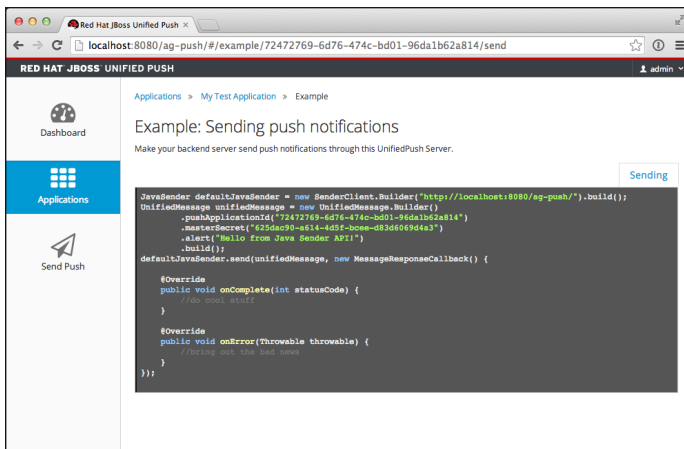 Red Hat JBoss Unified Push ×
localhost:8080/ag-push/#/example/72472769-6d76-474c-bd01-96da1b62a814/send
RED HAT JBOSS UNIFIED PUSH
admin
Applications » My Test Application » Example
Dashboard
Example: Sending push notifications
Make your backend server send push notifications through this UnifiedPush Server.
Sending
Applications
JavaSender defaultJavaSender = new SenderClient.Builder("http://localhost:8080/ag-push/").build();
UnifiedMessage unifiedMessage = new UnifiedMessage.Builder()
.pushApplicationId("72472769-6d76-474c-bd01-96da1b62a814")
.masterSecret("625dac90-a614-4d5f-bcee-d83d6069d4a3")
.alert("Hello from Java Sender API!")
.build();
defaultJavaSender.send(unifiedMessage, new MessageResponseCallback() {
Send Push
@Override
public void onComplete(int statusCode) {
//do cool stuff
}
@Override
public void onError(Throwable throwable) {
//bring out the bad news
}
});